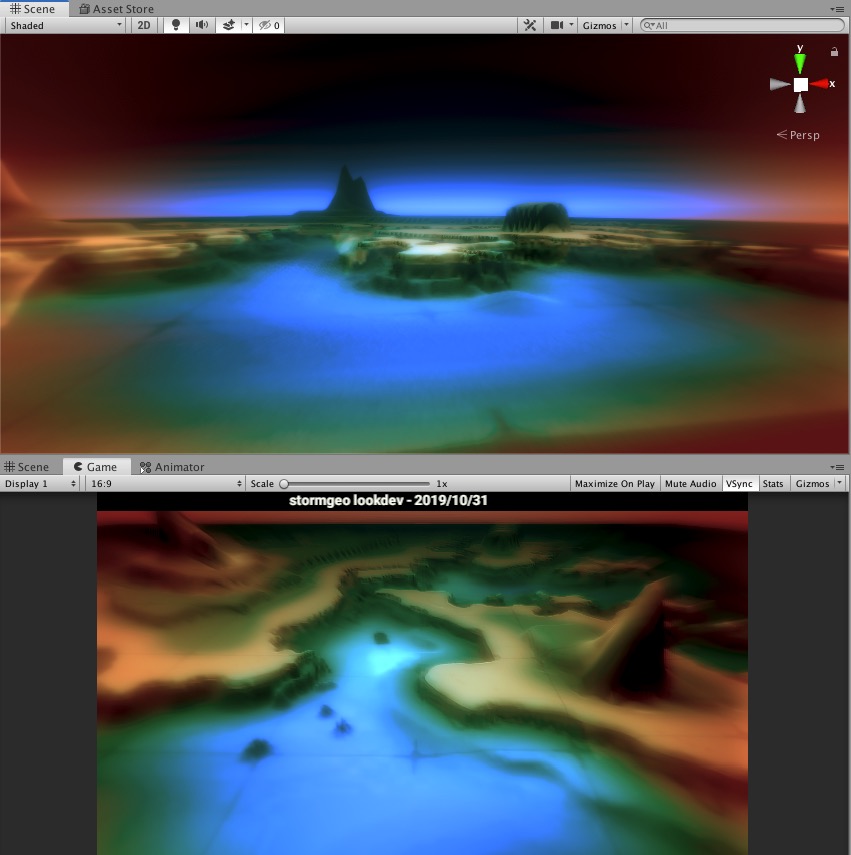 Scene Asset Store
Shaded 2D 0 Gizmos All
y
x
Persp
Scene Game Animator
Display 1 16:9 Scale 1x Maximize On Play Mute Audio VSync Stats Gizmos
stormgeo lookdev - 2019/10/31